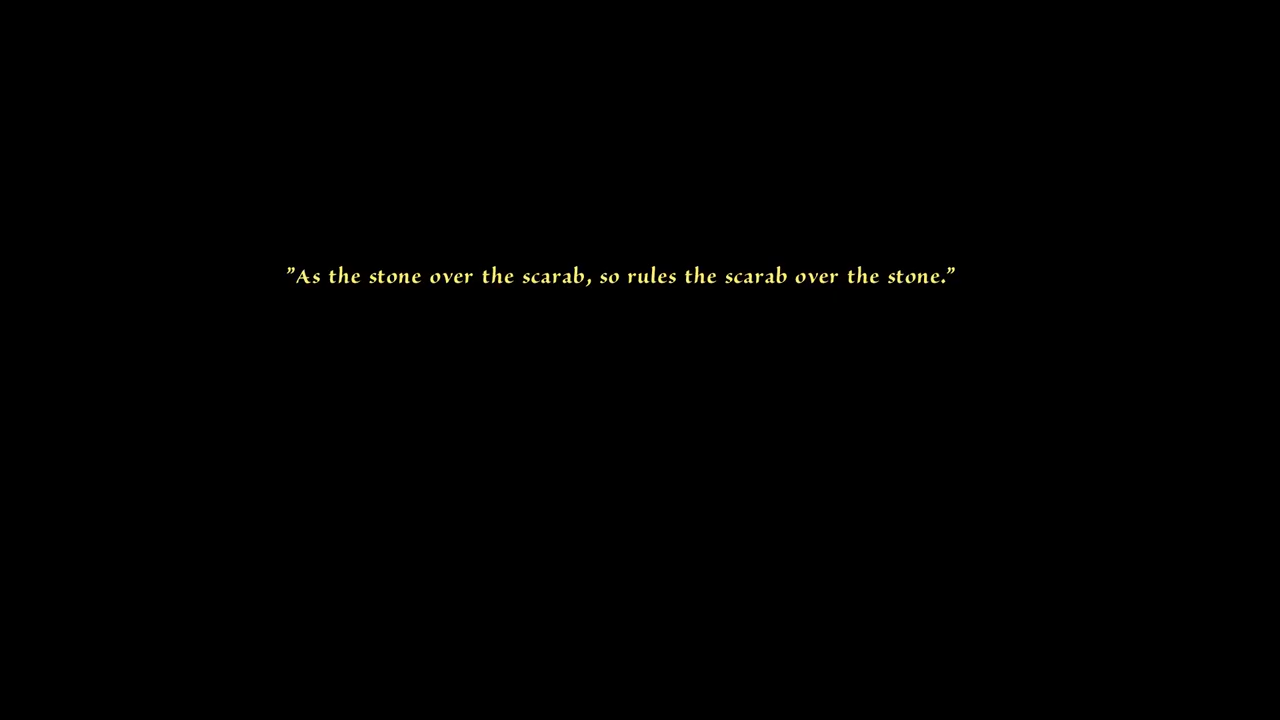 "As the stone over the scarab, so rules the scarab over the stone."